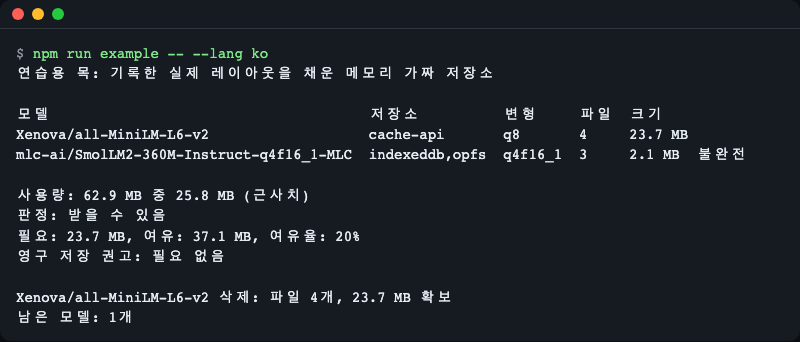 $ npm run example -- --lang ko
연습용 목: 기록한 실제 레이아웃을 채운 메모리 가짜 저장소
모델 저장소 변형 파일 크기
Xenova/all-MiniLM-L6-v2 cache-api q8 4 23.7 MB
mlc-ai/SmolLM2-360M-Instruct-q4f16_1-MLC indexeddb,opfs q4f16_1 3 2.1 MB 불완전
사용량: 62.9 MB 중 25.8 MB (근사치)
판정: 받을 수 있음
필요: 23.7 MB, 여유: 37.1 MB, 여유율: 20%
영구 저장 권고: 필요 없음
Xenova/all-MiniLM-L6-v2 삭제: 파일 4개, 23.7 MB 확보
남은 모델: 1개